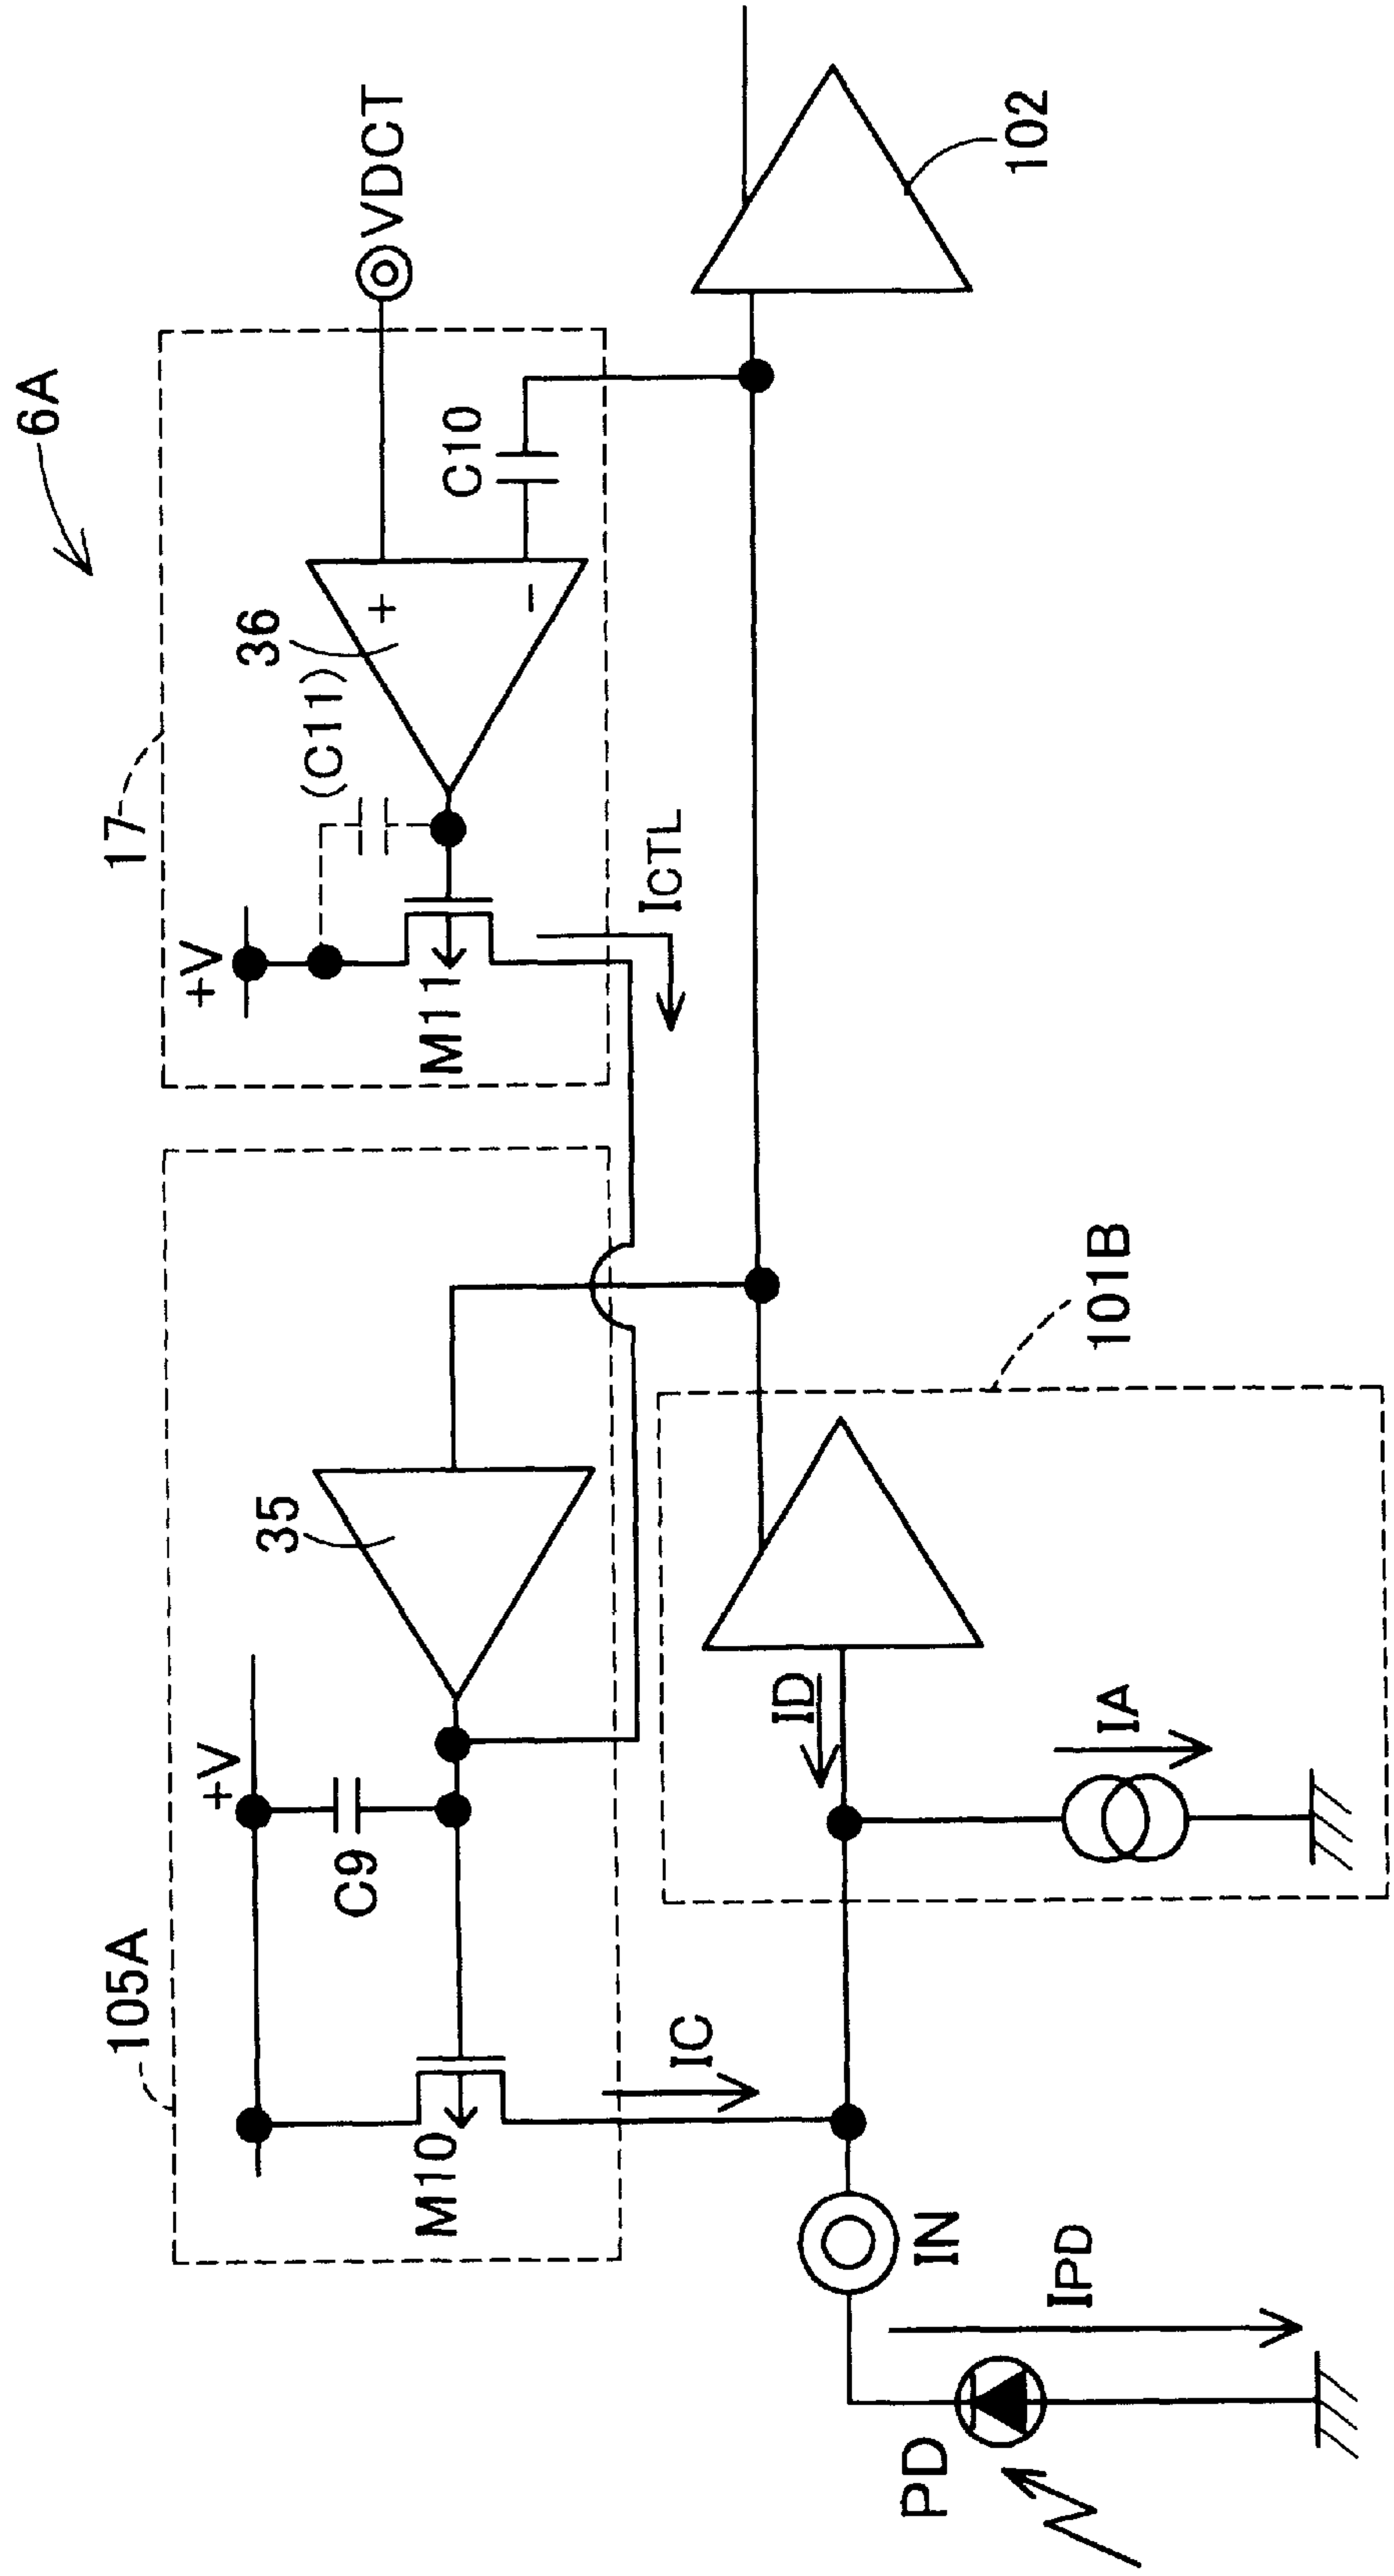 6A
17
+V
(C11)
36
+
−
C10
VDCT
M11
ICTL
102
105A
+V
C9
35
M10
IC
101B
ID
IA
IN
PD
IPD